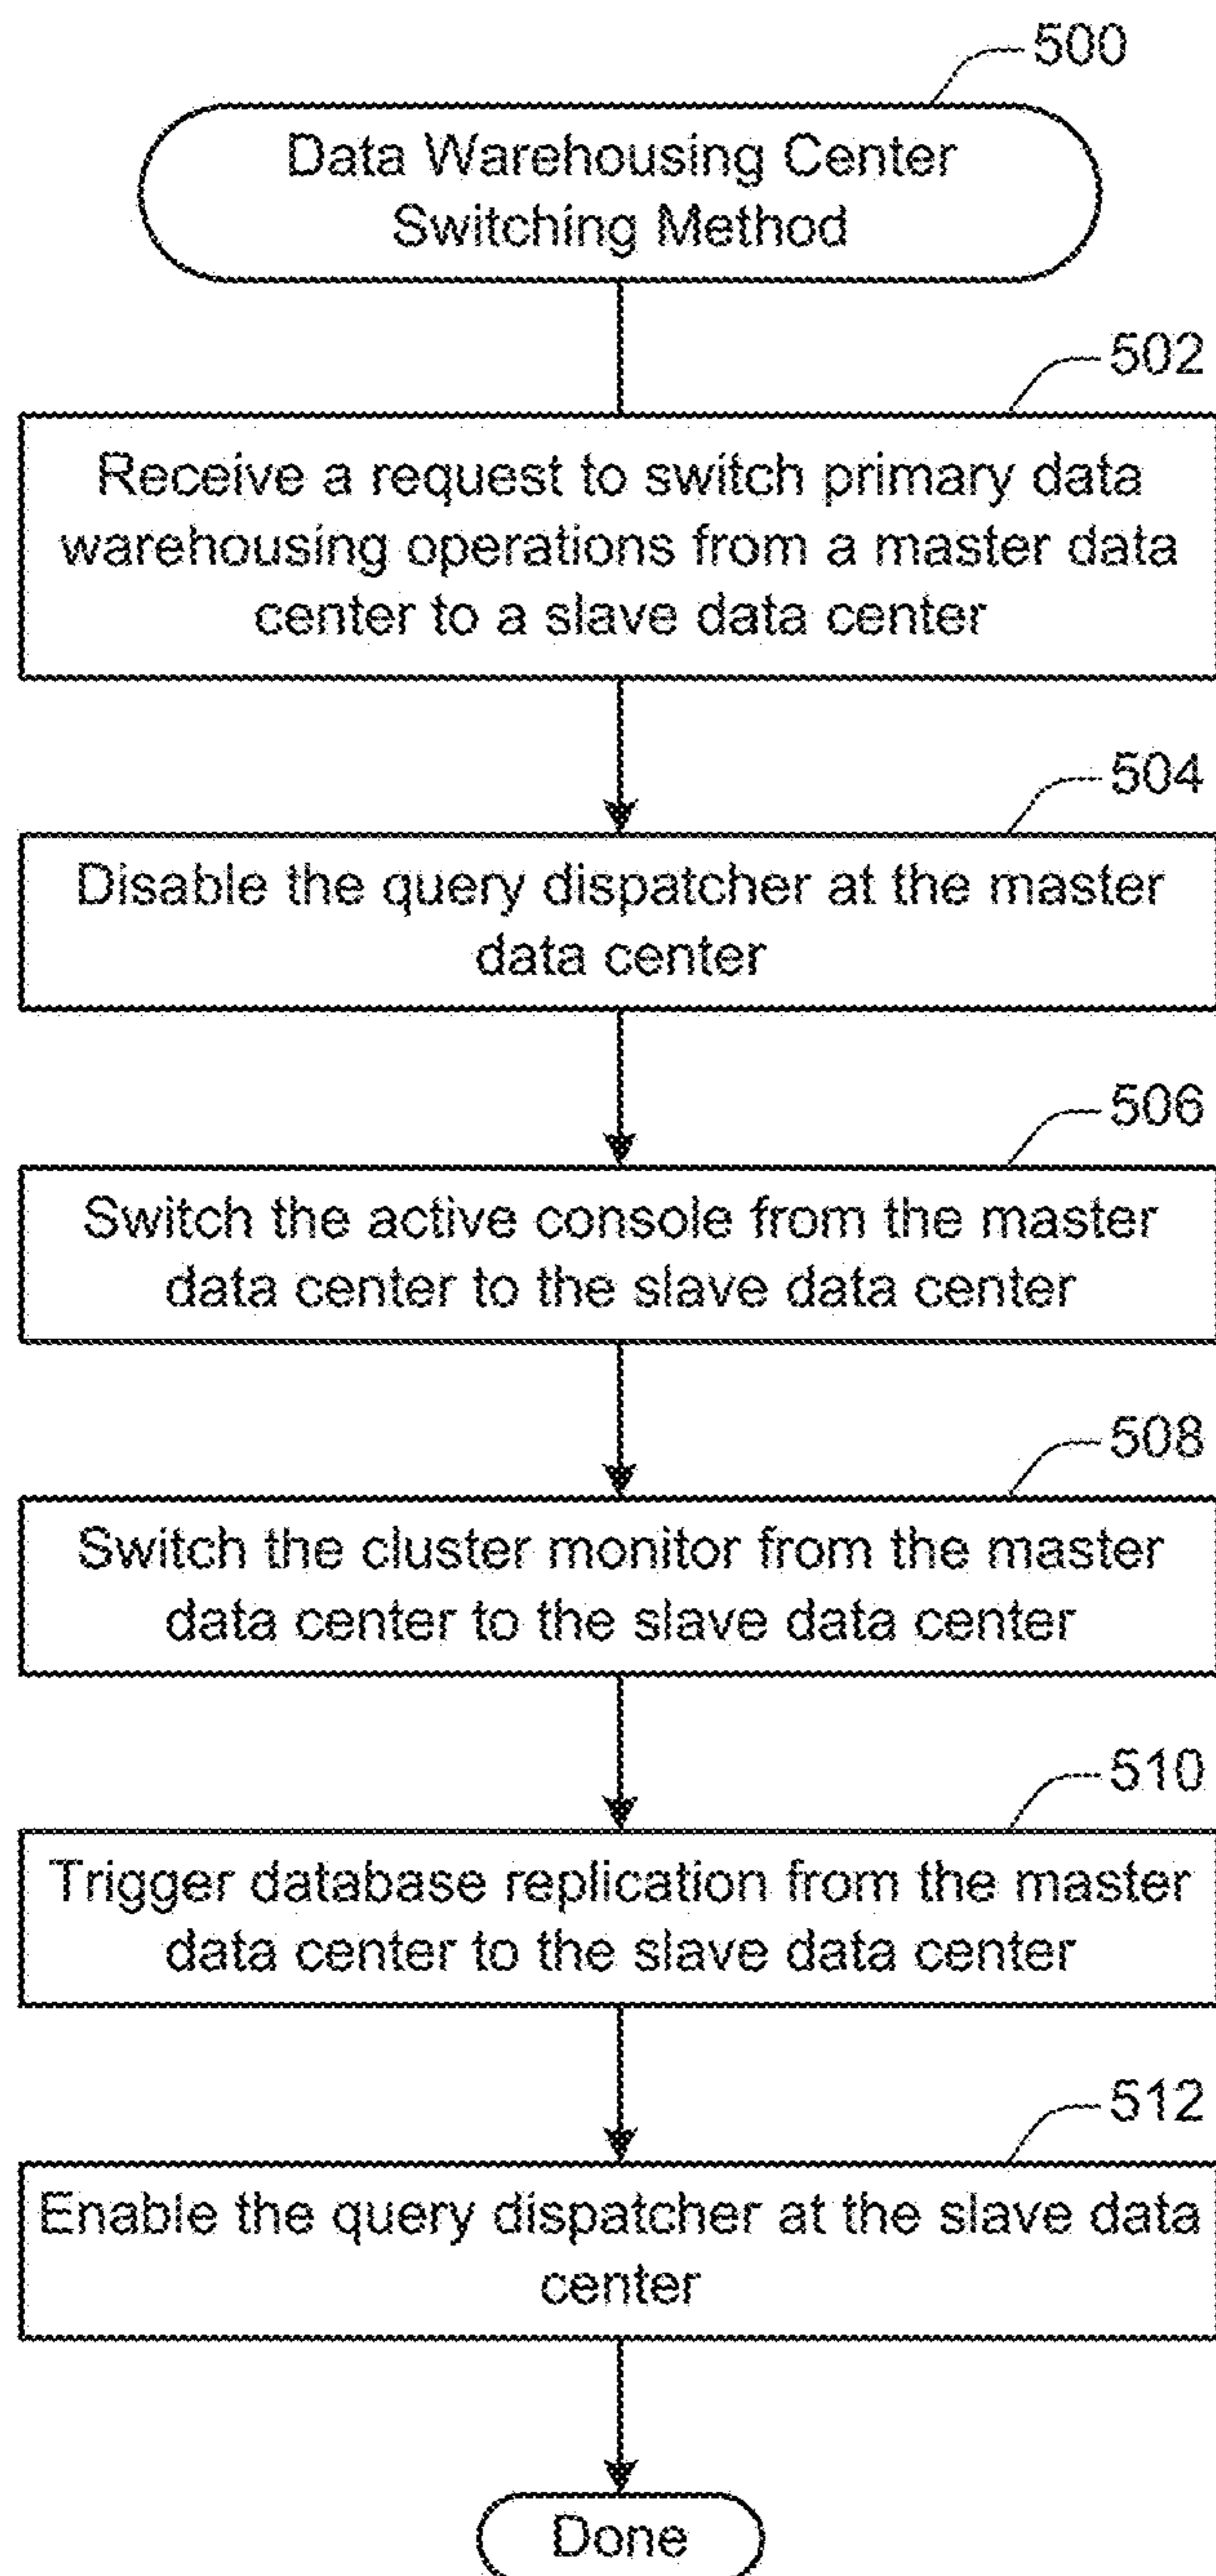 500
Data Warehousing Center
Switching Method
502
Receive a request to switch primary data
warehousing operations from a master data
center to a slave data center
504
Disable the query dispatcher at the master
data center
506
Switch the active console from the master
data center to the slave data center
508
Switch the cluster monitor from the master
data center to the slave data center
510
Trigger database replication from the master
data center to the slave data center
512
Enable the query dispatcher at the slave data
center
Done